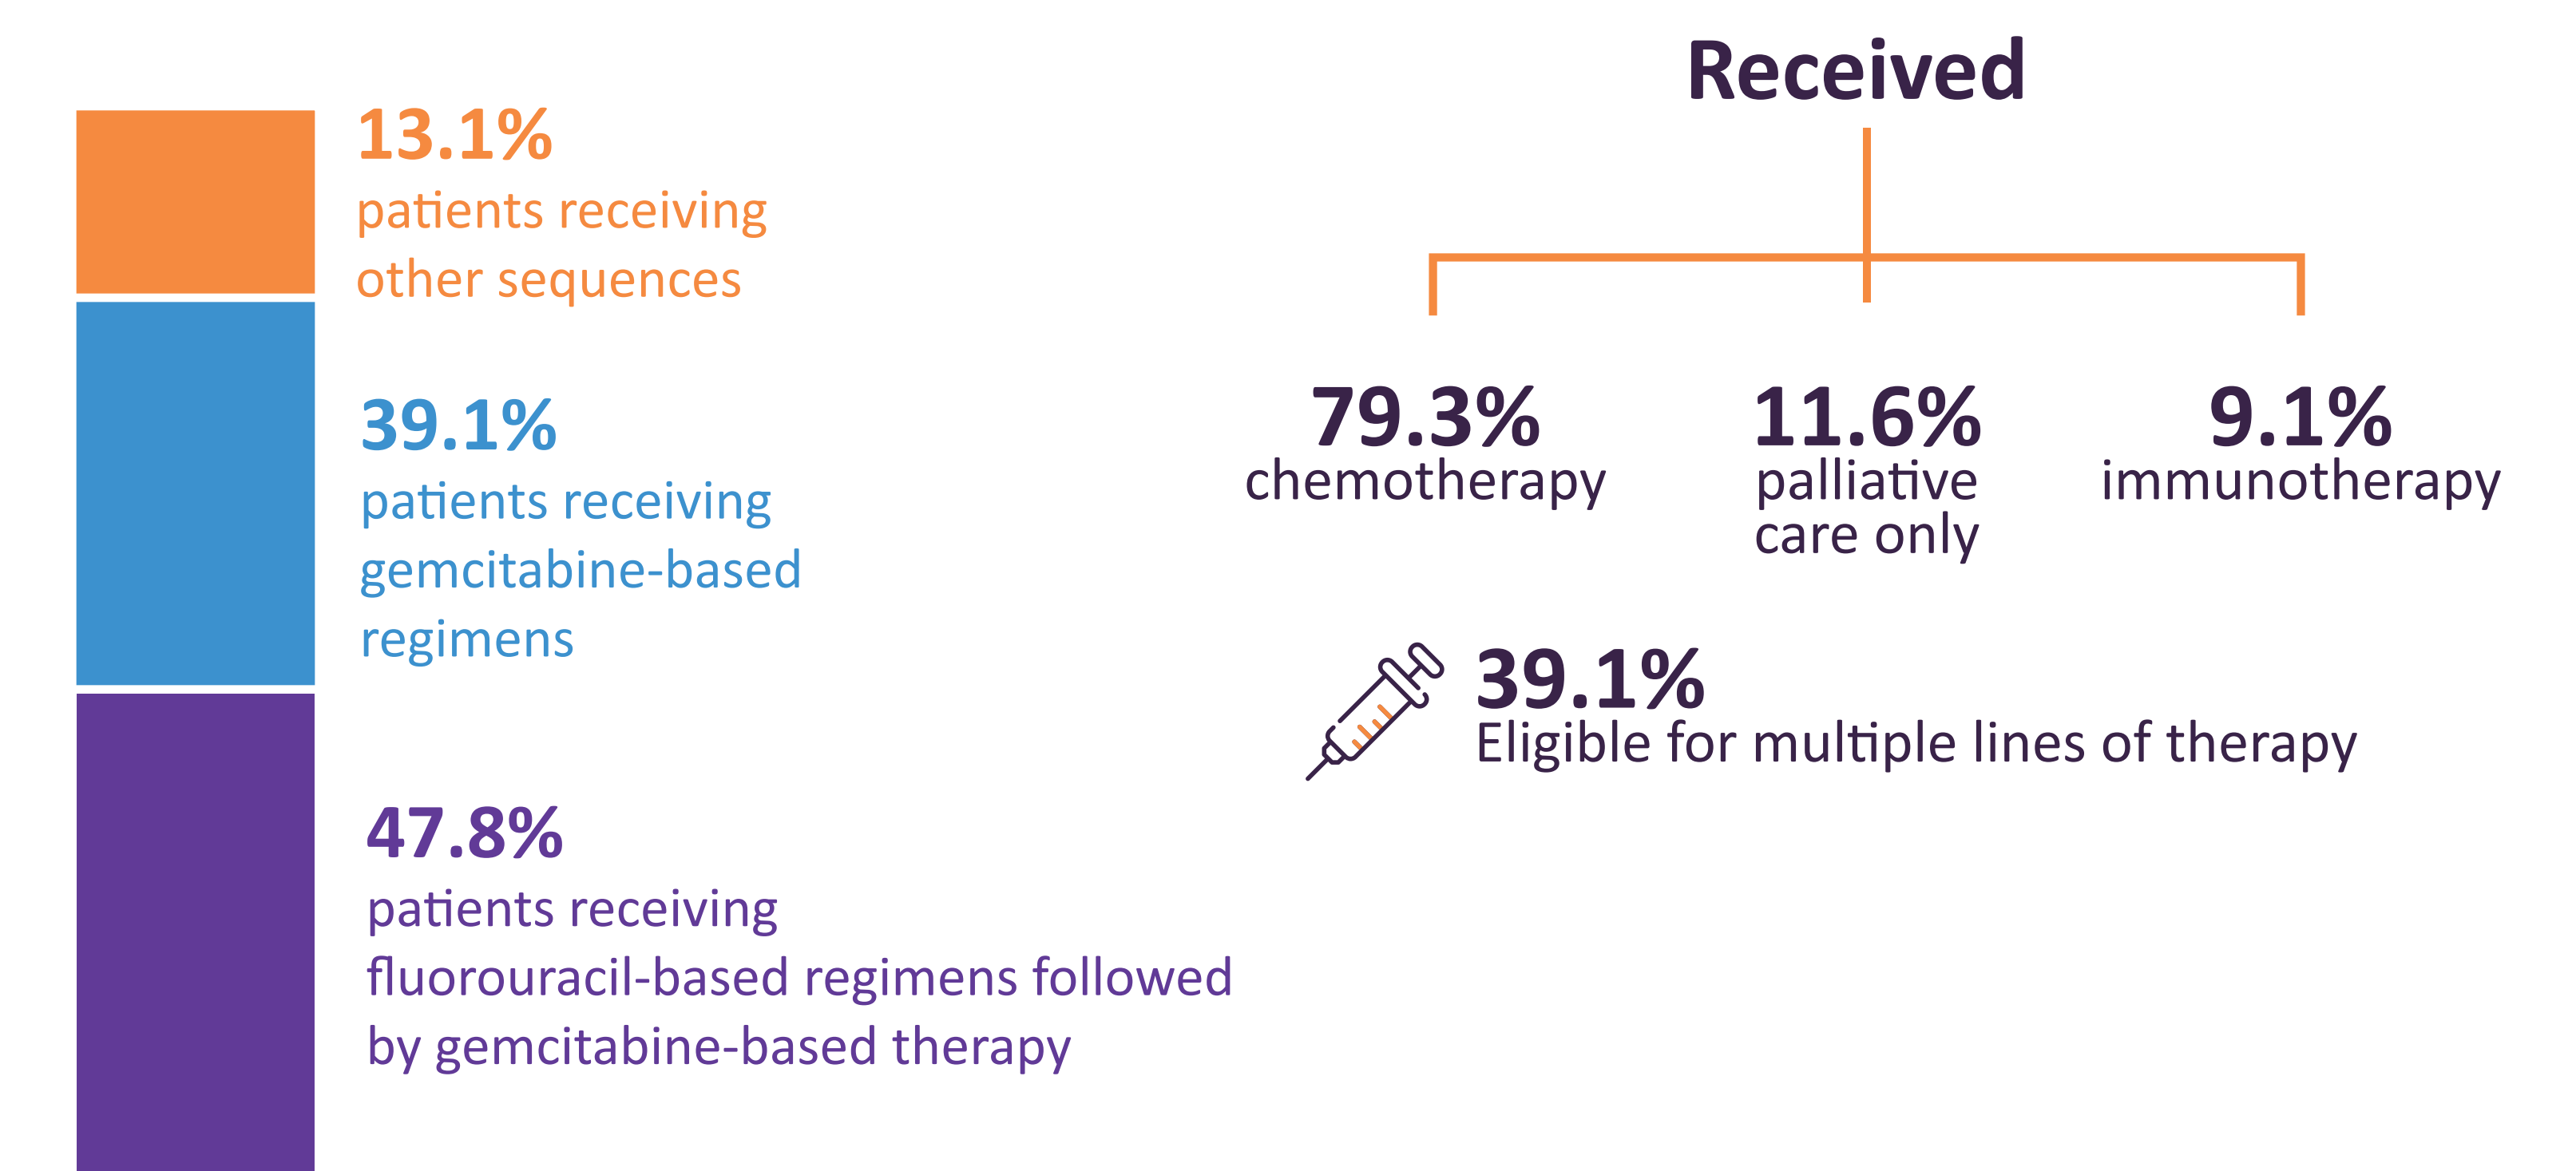 13.1%
patients receiving
other sequences
39.1%
patients receiving
gemcitabine-based
regimens
47.8%
patients receiving
fluorouracil-based regimens followed
by gemcitabine-based therapy
Received
79.3%
chemotherapy
11.6%
palliative
care only
9.1%
immunotherapy
39.1%
Eligible for multiple lines of therapy